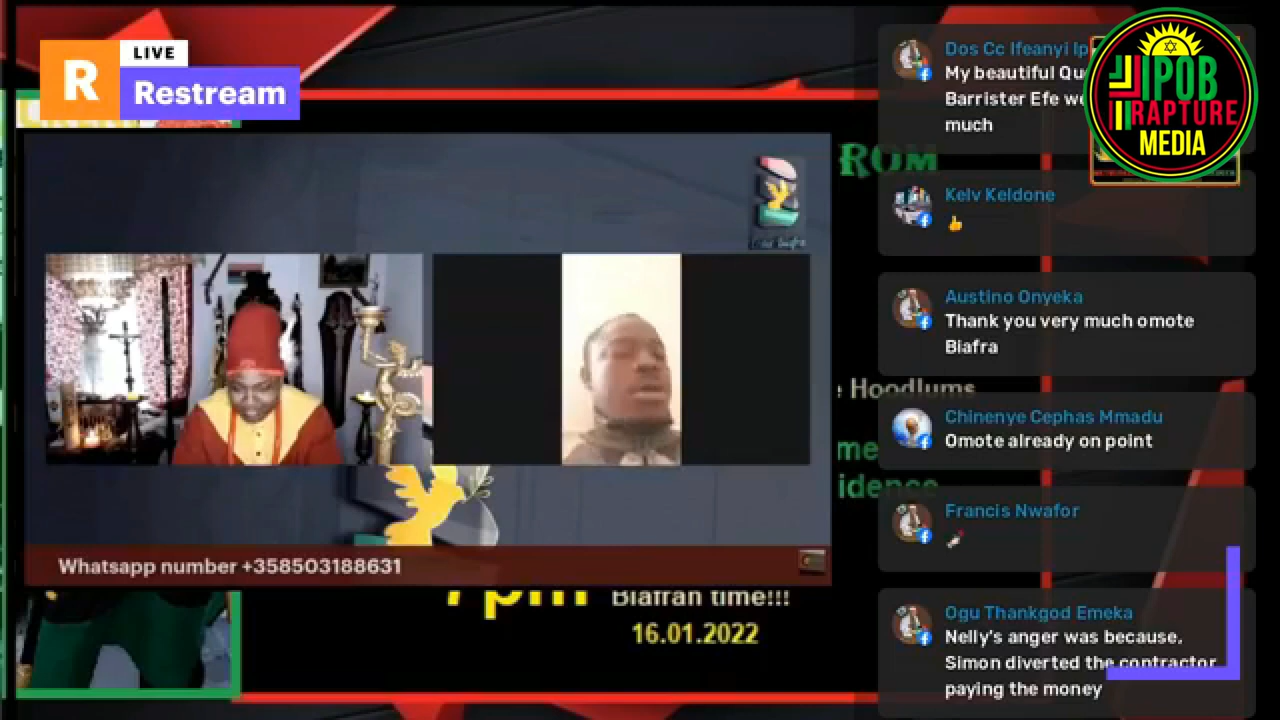 R
LIVE
Restream
Whatsapp number +358503188631
ROM
Hoodlums
7pm
Biafran time!!!
16.01.2022
IPOB
RAPTURE
MEDIA
Dos Cc Ifeanyi
My beautiful
Barrister Efe
much
Kelv Keldone
Austino Onyeka
Thank you very much omote
Biafra
Chinenye Cephas Mmadu
Omote already on point
Francis Nwafor
Ogu Thankgod Emeka
Nelly's anger was because,
Simon diverted the contractor
paying the money